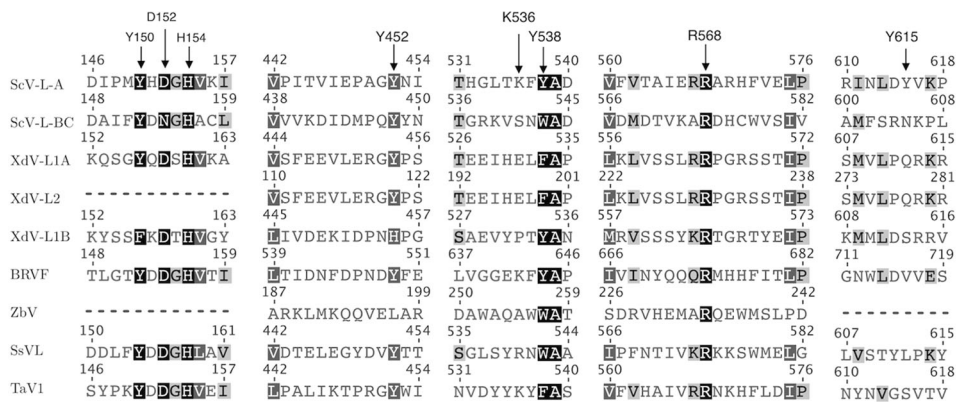 D152 K536
Y150 H154 Y452 Y538 R568 Y615
146 157 442 454 531 540 560 576 610 618
ScV-L-A DIPMYHDGHVKI VPITVIEPAGYNI THGLTKFYAD VFVTAIERRARHFVELP RINLDYVKP
148 159 438 450 536 545 566 582 600 608
ScV-L-BC DAIFYDNGHACL VVVKDIDMPQYYN TGRKVSNWAD VDMDTVKARDHCWVSIV AMFSRNKPL
152 163 444 456 526 535 557 573 607 615
XdV-L1A KQSGYQDSHVKA VSFEEVLERGYPS TEEIHELFAP LKLVSSLRRPGRSSTIP SMVLPQRKR
110 122 192 201 222 238 273 281
XdV-L2 ------------ VSFEEVLERGYPS TEEIHELFAP LKLVSSLRRPGRSSTIP SMVLPQRKR
152 163 445 457 527 536 557 573 608 616
XdV-L1B KYSSFKDTHVGY LIVDEKIDPNHPG SAEVYPTYAN MRVSSSYKRTGRTYEIP KMMLDSRRV
148 159 539 551 637 646 666 682 711 719
BRVF TLGTYDDGHVTI LTIDNFDPNDYFE LVGGEKFYAP IVINYQQQRMHHFITLP GNWLDVVES
187 199 250 259 226 242
ZbV ------------ ARKLMKQQVELAR DAWAQAWWAT SDRVHEMARQEWMSLPD ---------
150 161 442 454 535 544 566 582 607 615
SsVL DDLFYDDGHLAV VDTELEGYDVYTT SGLSYRNWAA IPFNTIVKRKKSWMELG LVSTYLPKY
146 157 442 454 531 540 560 576 610 618
TaV1 SYPKYDDGHVEI LPALIKTPRGYWI NVDYYKYFAS VFVHAIVRRNKHFLDIP NYNVGSVTV